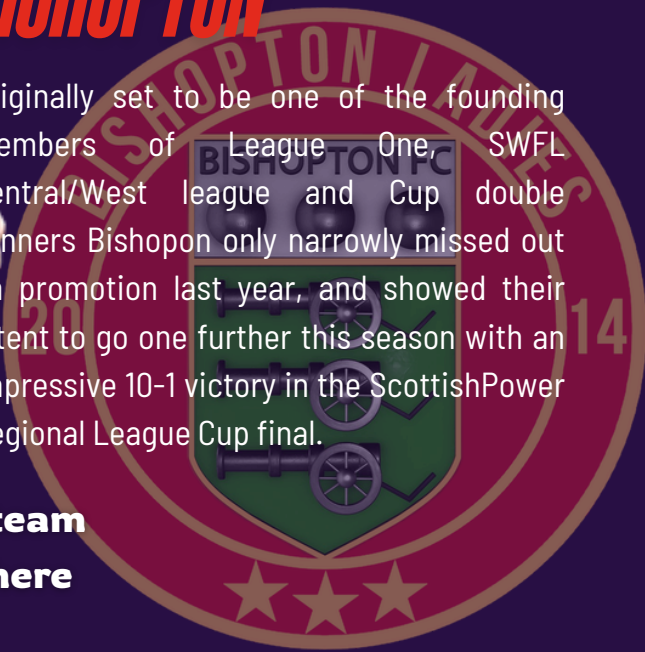 iginally set to be one of the founding
embers of League One, SWFL
entral/West league and Cup double
nners Bishopon only narrowly missed out
promotion last year, and showed their
tent to go one further this season with an
pressive 10-1 victory in the ScottishPower
egional League Cup final.
team
here
BISHOPTON LADIES
BISHOPTON FC
20 14